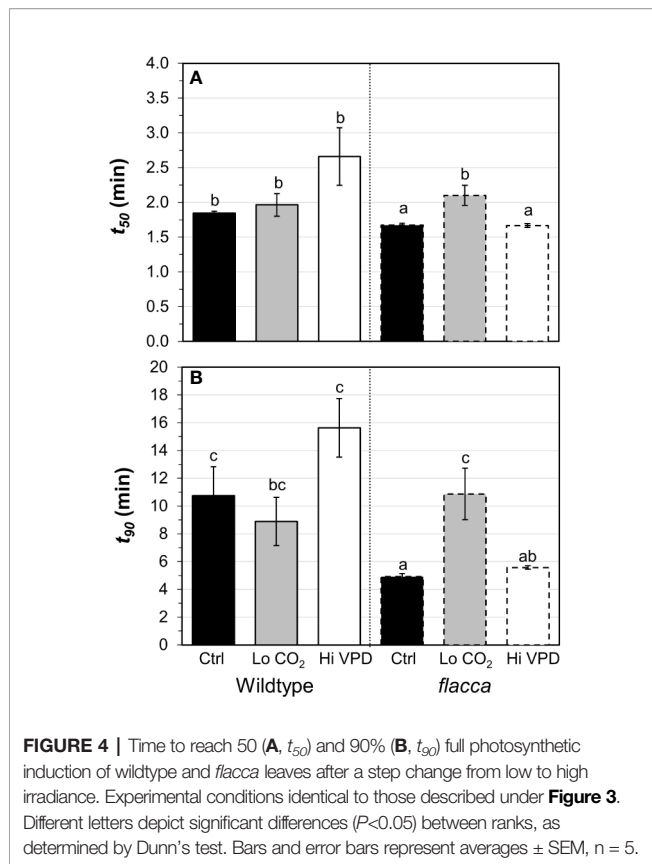 A
4.0
3.5
3.0
2.5
2.0
1.5
1.0
0.5
0.0
t50 (min)
b
b
b
a
b
a
B
20
18
16
14
12
10
8
6
4
2
0
t90 (min)
c
bc
c
a
c
ab
Ctrl Lo CO2 Hi VPD Ctrl Lo CO2 Hi VPD
Wildtype flacca
FIGURE 4 | Time to reach 50 (A, t50) and 90% (B, t90) full photosynthetic
induction of wildtype and flacca leaves after a step change from low to high
irradiance. Experimental conditions identical to those described under Figure 3.
Different letters depict significant differences (P<0.05) between ranks, as
determined by Dunn's test. Bars and error bars represent averages ± SEM, n = 5.